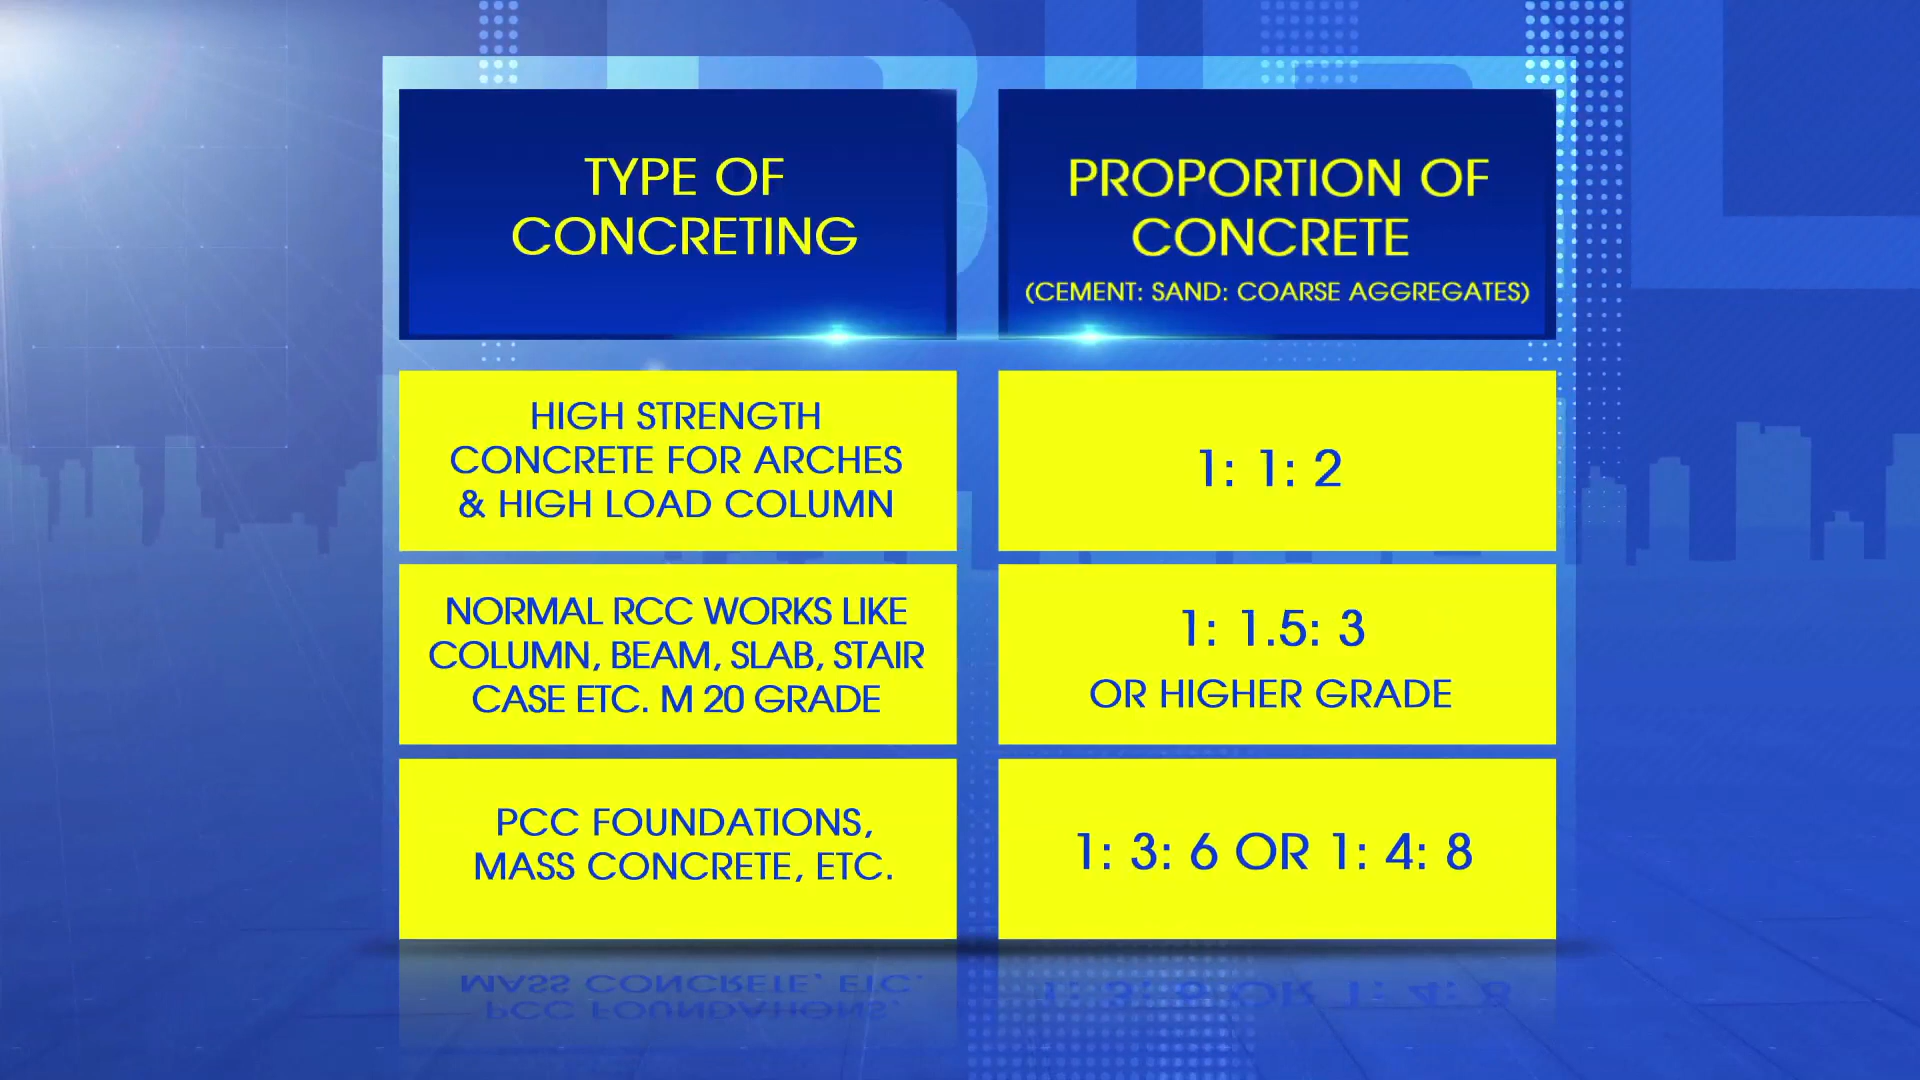 TYPE OF
CONCRETING
PROPORTION OF
CONCRETE
(CEMENT: SAND: COARSE AGGREGATES)
HIGH STRENGTH
CONCRETE FOR ARCHES
& HIGH LOAD COLUMN
1: 1: 2
NORMAL RCC WORKS LIKE
COLUMN, BEAM, SLAB, STAIR
CASE ETC. M 20 GRADE
1: 1.5: 3
OR HIGHER GRADE
PCC FOUNDATIONS,
MASS CONCRETE, ETC.
1: 3: 6 OR 1: 4: 8